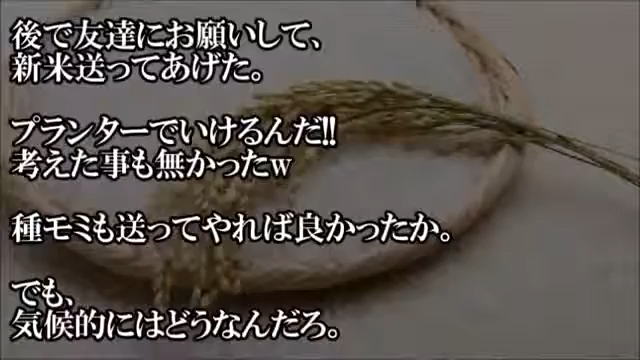 後で友達にお願いして、
新米送ってあげた。
プランターでいけるんだ!!
考えた事も無かったw
種モミも送ってやれば良かったか。
でも、
気候的にはどうなんだろ。